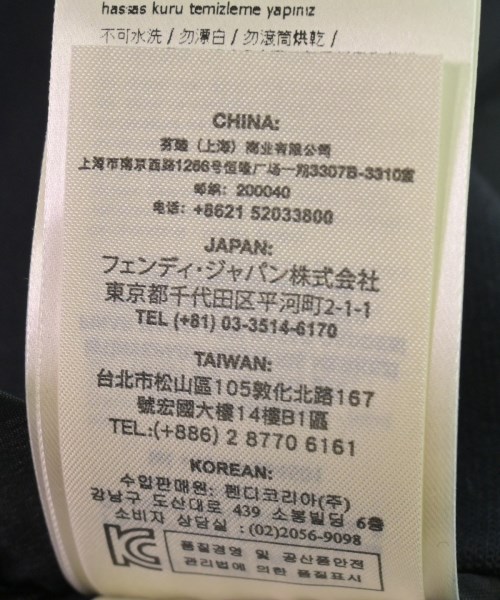 hassas kuru temizleme yapınız
不可水洗 / 勿漂白 / 勿滾筒烘乾 /
CHINA:
芬迪（上海）商业有限公司
上海市南京西路1266号恒隆广场一期3307B-3310室
邮编: 200040
电话: +8621 52033800
JAPAN:
フェンディ・ジャパン株式会社
東京都千代田区平河町2-1-1
TEL (+81) 03-3514-6170
TAIWAN:
台北市松山區105敦化北路167
號宏國大樓14樓B1區
TEL:(+886) 2 8770 6161
KOREAN:
수입판매원: 펜디코리아(주)
강남구 도산대로 439 소봉빌딩 6층
소비자 상담실 :(02)2056-9098
품질경영 및 공산품안전
관리법에 의한 품질표시